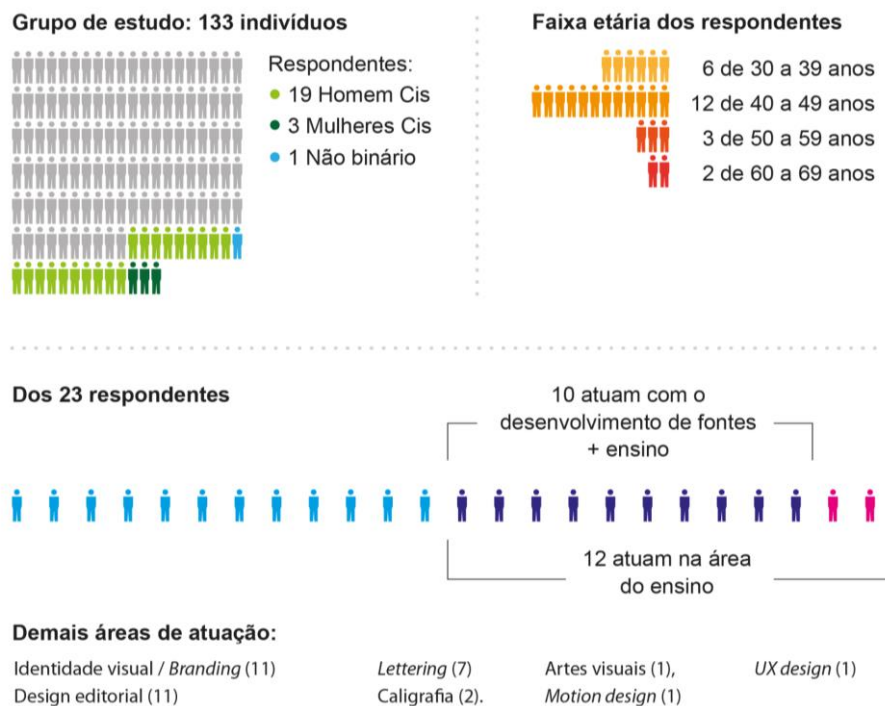 Grupo de estudo: 133 indivíduos
Respondentes:
19 Homem Cis
3 Mulheres Cis
1 Não binário
Faixa etária dos respondentes
6 de 30 a 39 anos
12 de 40 a 49 anos
3 de 50 a 59 anos
2 de 60 a 69 anos
Dos 23 respondentes
10 atuam com o
desenvolvimento de fontes
+ ensino
12 atuam na área
do ensino
Demais áreas de atuação:
Identidade visual / Branding (11)
Design editorial (11)
Lettering (7)
Caligrafia (2).
Artes visuais (1),
Motion design (1)
UX design (1)